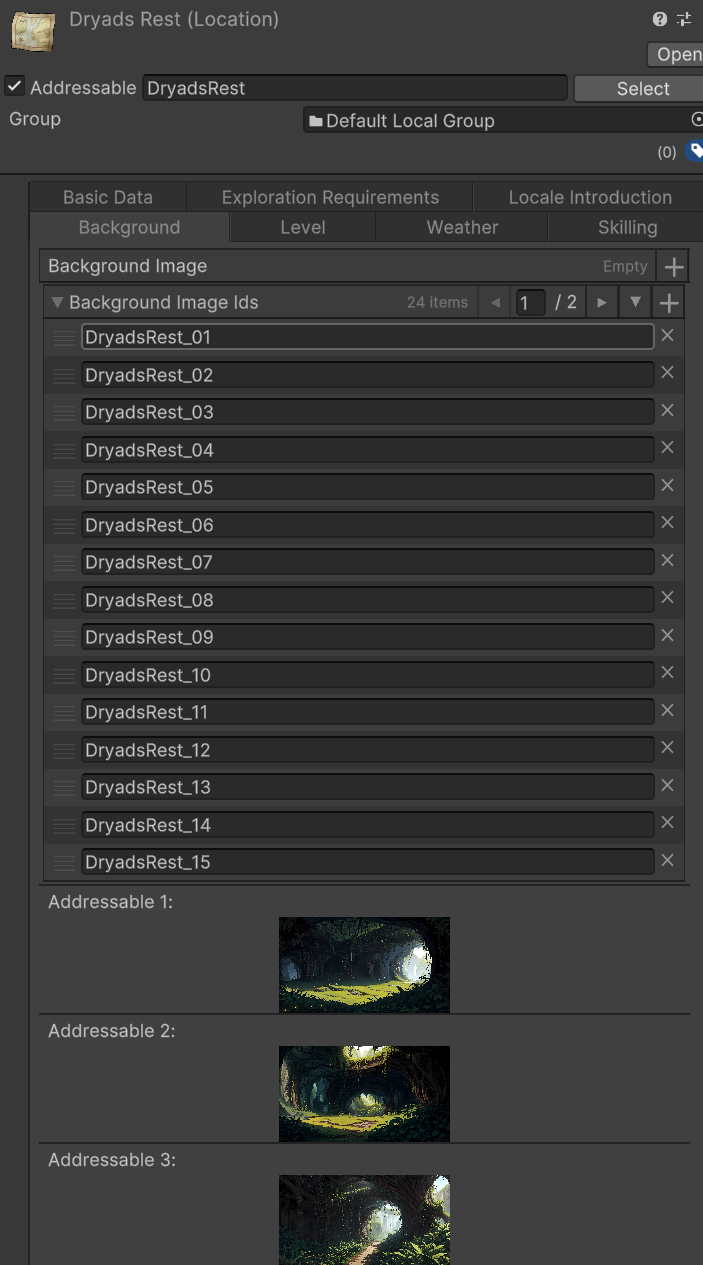 Dryads Rest (Location)
Open
Addressable DryadsRest Select
Group Default Local Group
(0)
Basic Data Exploration Requirements Locale Introduction
Background Level Weather Skilling
Background Image Empty
Background Image Ids 24 items 1 / 2
DryadsRest_01
DryadsRest_02
DryadsRest_03
DryadsRest_04
DryadsRest_05
DryadsRest_06
DryadsRest_07
DryadsRest_08
DryadsRest_09
DryadsRest_10
DryadsRest_11
DryadsRest_12
DryadsRest_13
DryadsRest_14
DryadsRest_15
Addressable 1:
Addressable 2:
Addressable 3: